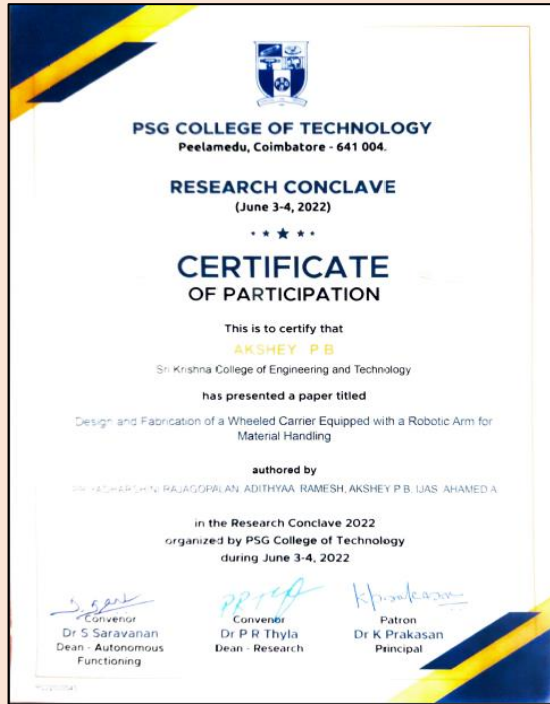 PSG COLLEGE OF TECHNOLOGY
Peelamedu, Coimbatore - 641 004.
RESEARCH CONCLAVE
(June 3-4, 2022)
CERTIFICATE
OF PARTICIPATION
This is to certify that
AKSHEY P B
Sri Krishna College of Engineering and Technology
has presented a paper titled
Design and Fabrication of a Wheeled Carrier Equipped with a Robotic Arm for
Material Handling
authored by
RAJAGOPALAN, ADITHYAA RAMESH, AKSHEY P B, IJAS AHAMED A
in the Research Conclave 2022
organized by PSG College of Technology
during June 3-4, 2022
Convenor Convenor Patron
Dr S Saravanan Dr P R Thyla Dr K Prakasan
Dean - Autonomous Dean - Research Principal
Functioning